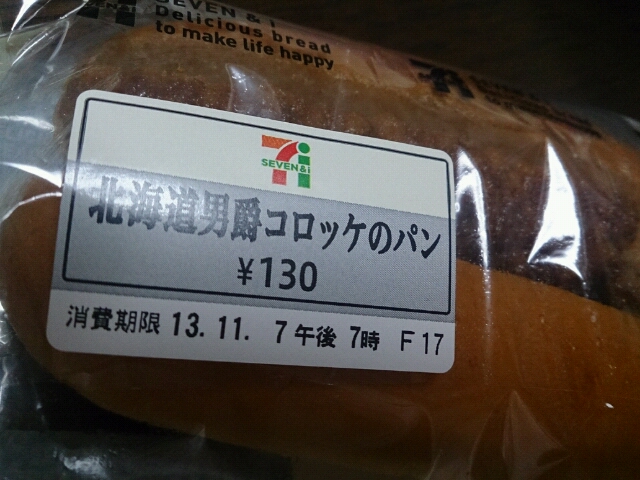 SEVEN & i
Delicious bread
to make life happy
SEVEN & i
北海道男爵コロッケのパン
¥130
消費期限 13. 11. 7 午後 7時 F 17